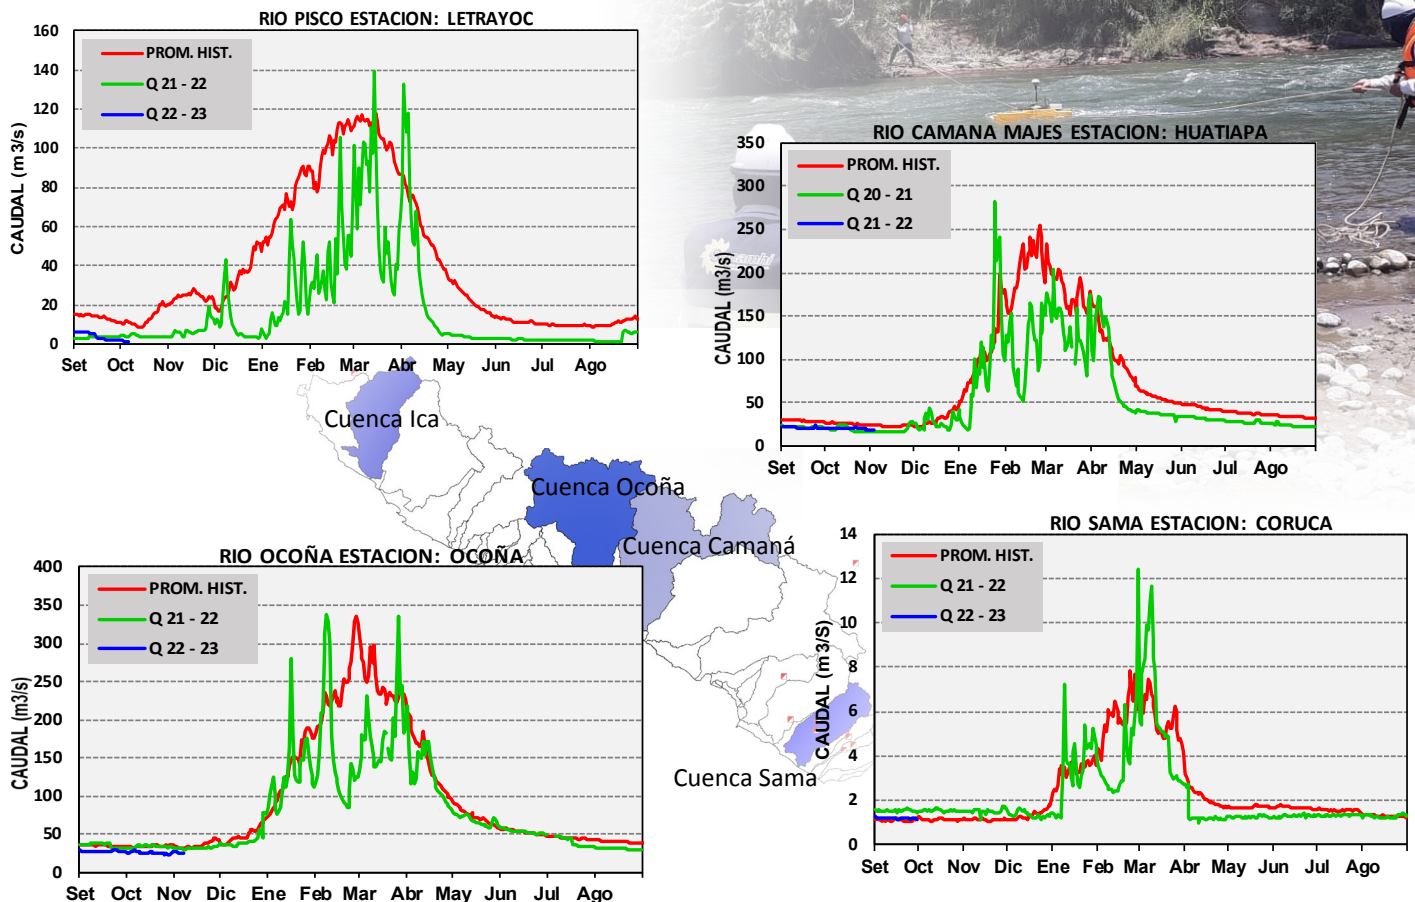 RIO PISCO ESTACION: LETRAYOC
CAUDAL (m3/s)
160
140
120
100
80
60
40
20
0
PROM. HIST.
Q 21 - 22
Q 22 - 23
Set Oct Nov Dic Ene Feb Mar Abr May Jun Jul Ago
RIO CAMANA MAJES ESTACION: HUATIAPA
CAUDAL (m3/s)
350
300
250
200
150
100
50
0
PROM. HIST.
Q 20 - 21
Q 21 - 22
Set Oct Nov Dic Ene Feb Mar Abr May Jun Jul Ago
Cuenca Ica
Cuenca Ocoña
Cuenca Camaná
Cuenca Sama
RIO OCOÑA ESTACION: OCOÑA
CAUDAL (m3/s)
400
350
300
250
200
150
100
50
0
PROM. HIST.
Q 21 - 22
Q 22 - 23
Set Oct Nov Dic Ene Feb Mar Abr May Jun Jul Ago
RIO SAMA ESTACION: CORUCA
CAUDAL (m3/S)
14
12
10
8
6
4
2
0
PROM. HIST.
Q 21 - 22
Q 22 - 23
Set Oct Nov Dic Ene Feb Mar Abr May Jun Jul Ago